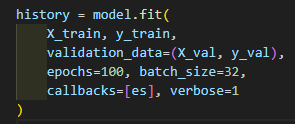 history = model.fit(
    X_train, y_train,
    validation_data=(X_val, y_val),
    epochs=100, batch_size=32,
    callbacks=[es], verbose=1
)